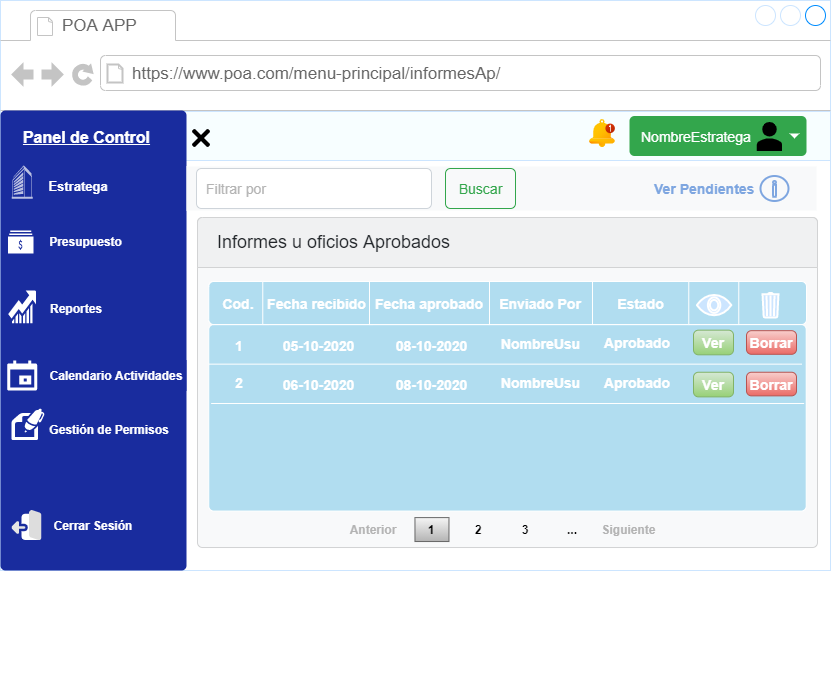 POA APP
https://www.poa.com/menu-principal/informesAp/
Panel de Control
Estratega
Presupuesto
Reportes
Calendario Actividades
Gestión de Permisos
Cerrar Sesión
1
NombreEstratega
Filtrar por
Buscar
Ver Pendientes
Informes u oficios Aprobados
Cod. Fecha recibido Fecha aprobado Enviado Por Estado
1 05-10-2020 08-10-2020 NombreUsu Aprobado Ver Borrar
2 06-10-2020 08-10-2020 NombreUsu Aprobado Ver Borrar
Anterior 1 2 3 ... Siguiente